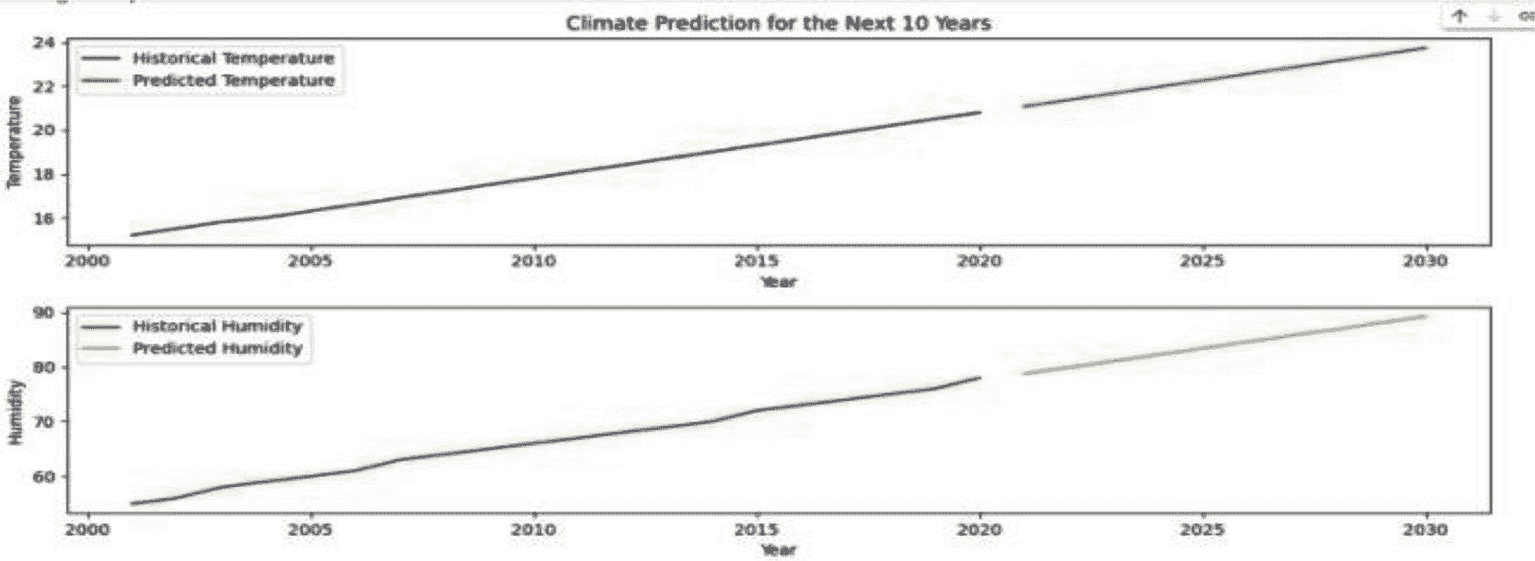 Climate Prediction for the Next 10 Years
24
22
20
18
16
Temperature
Historical Temperature
Predicted Temperature
2000 2005 2010 2015 2020 2025 2030
Year
90
80
70
60
Humidity
Historical Humidity
Predicted Humidity
2000 2005 2010 2015 2020 2025 2030
Year